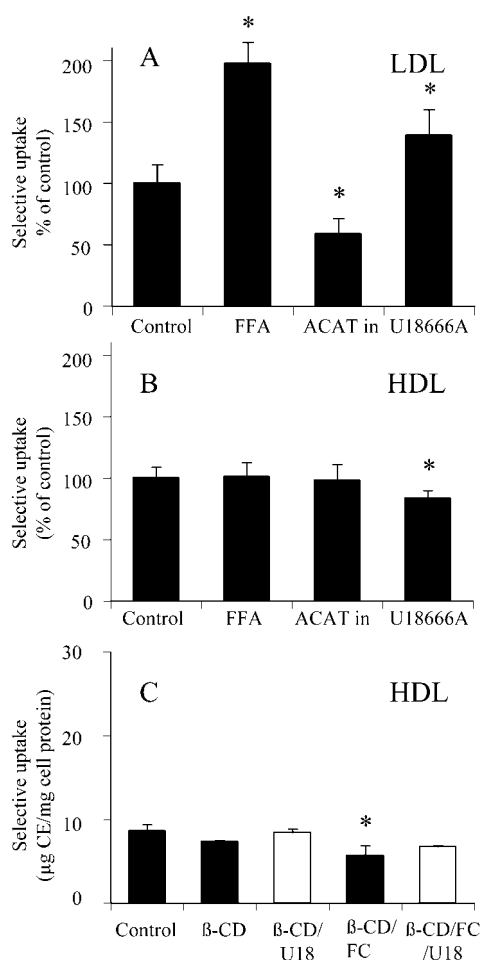 A
LDL
*
*
*
200
150
100
50
0
Selective uptake
% of control)
Control FFA ACAT in U18666A
B
HDL
*
200
150
100
50
0
Selective uptake
(% of control)
Control FFA ACAT in U18666A
C
HDL
*
30
20
10
0
Selective uptake
(µg CE/mg cell protein)
Control ß-CD ß-CD/ ß-CD/ ß-CD/FC
U18 FC /U18